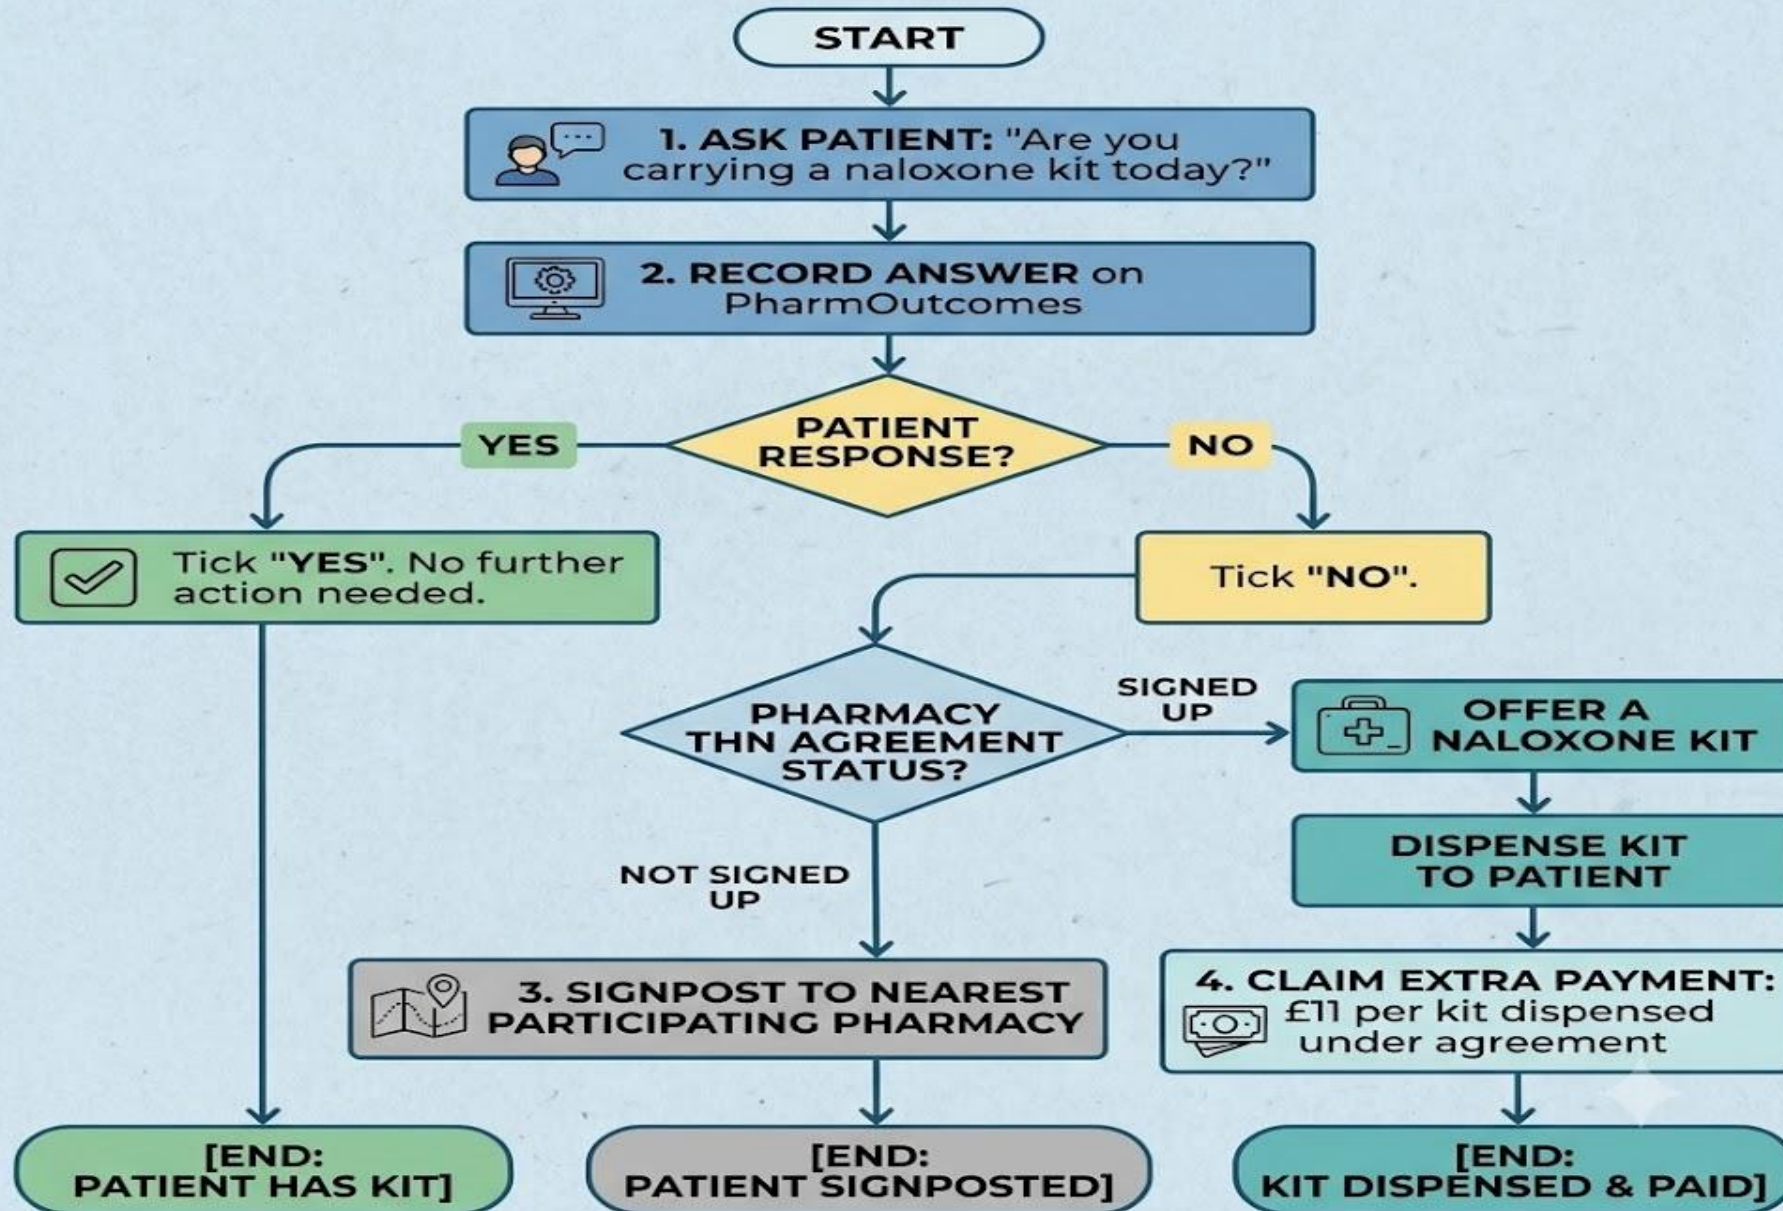 START
1. ASK PATIENT: "Are you
carrying a naloxone kit today?"
2. RECORD ANSWER on
PharmOutcomes
PATIENT
RESPONSE?
YES
NO
Tick "YES". No further
action needed.
Tick "NO".
PHARMACY
THN AGREEMENT
STATUS?
SIGNED
UP
OFFER A
NALOXONE KIT
DISPENSE KIT
TO PATIENT
NOT SIGNED
UP
3. SIGNPOST TO NEAREST
PARTICIPATING PHARMACY
4. CLAIM EXTRA PAYMENT:
£11 per kit dispensed
under agreement
[END:
PATIENT HAS KIT]
[END:
PATIENT SIGNPOSTED]
[END:
KIT DISPENSED & PAID]